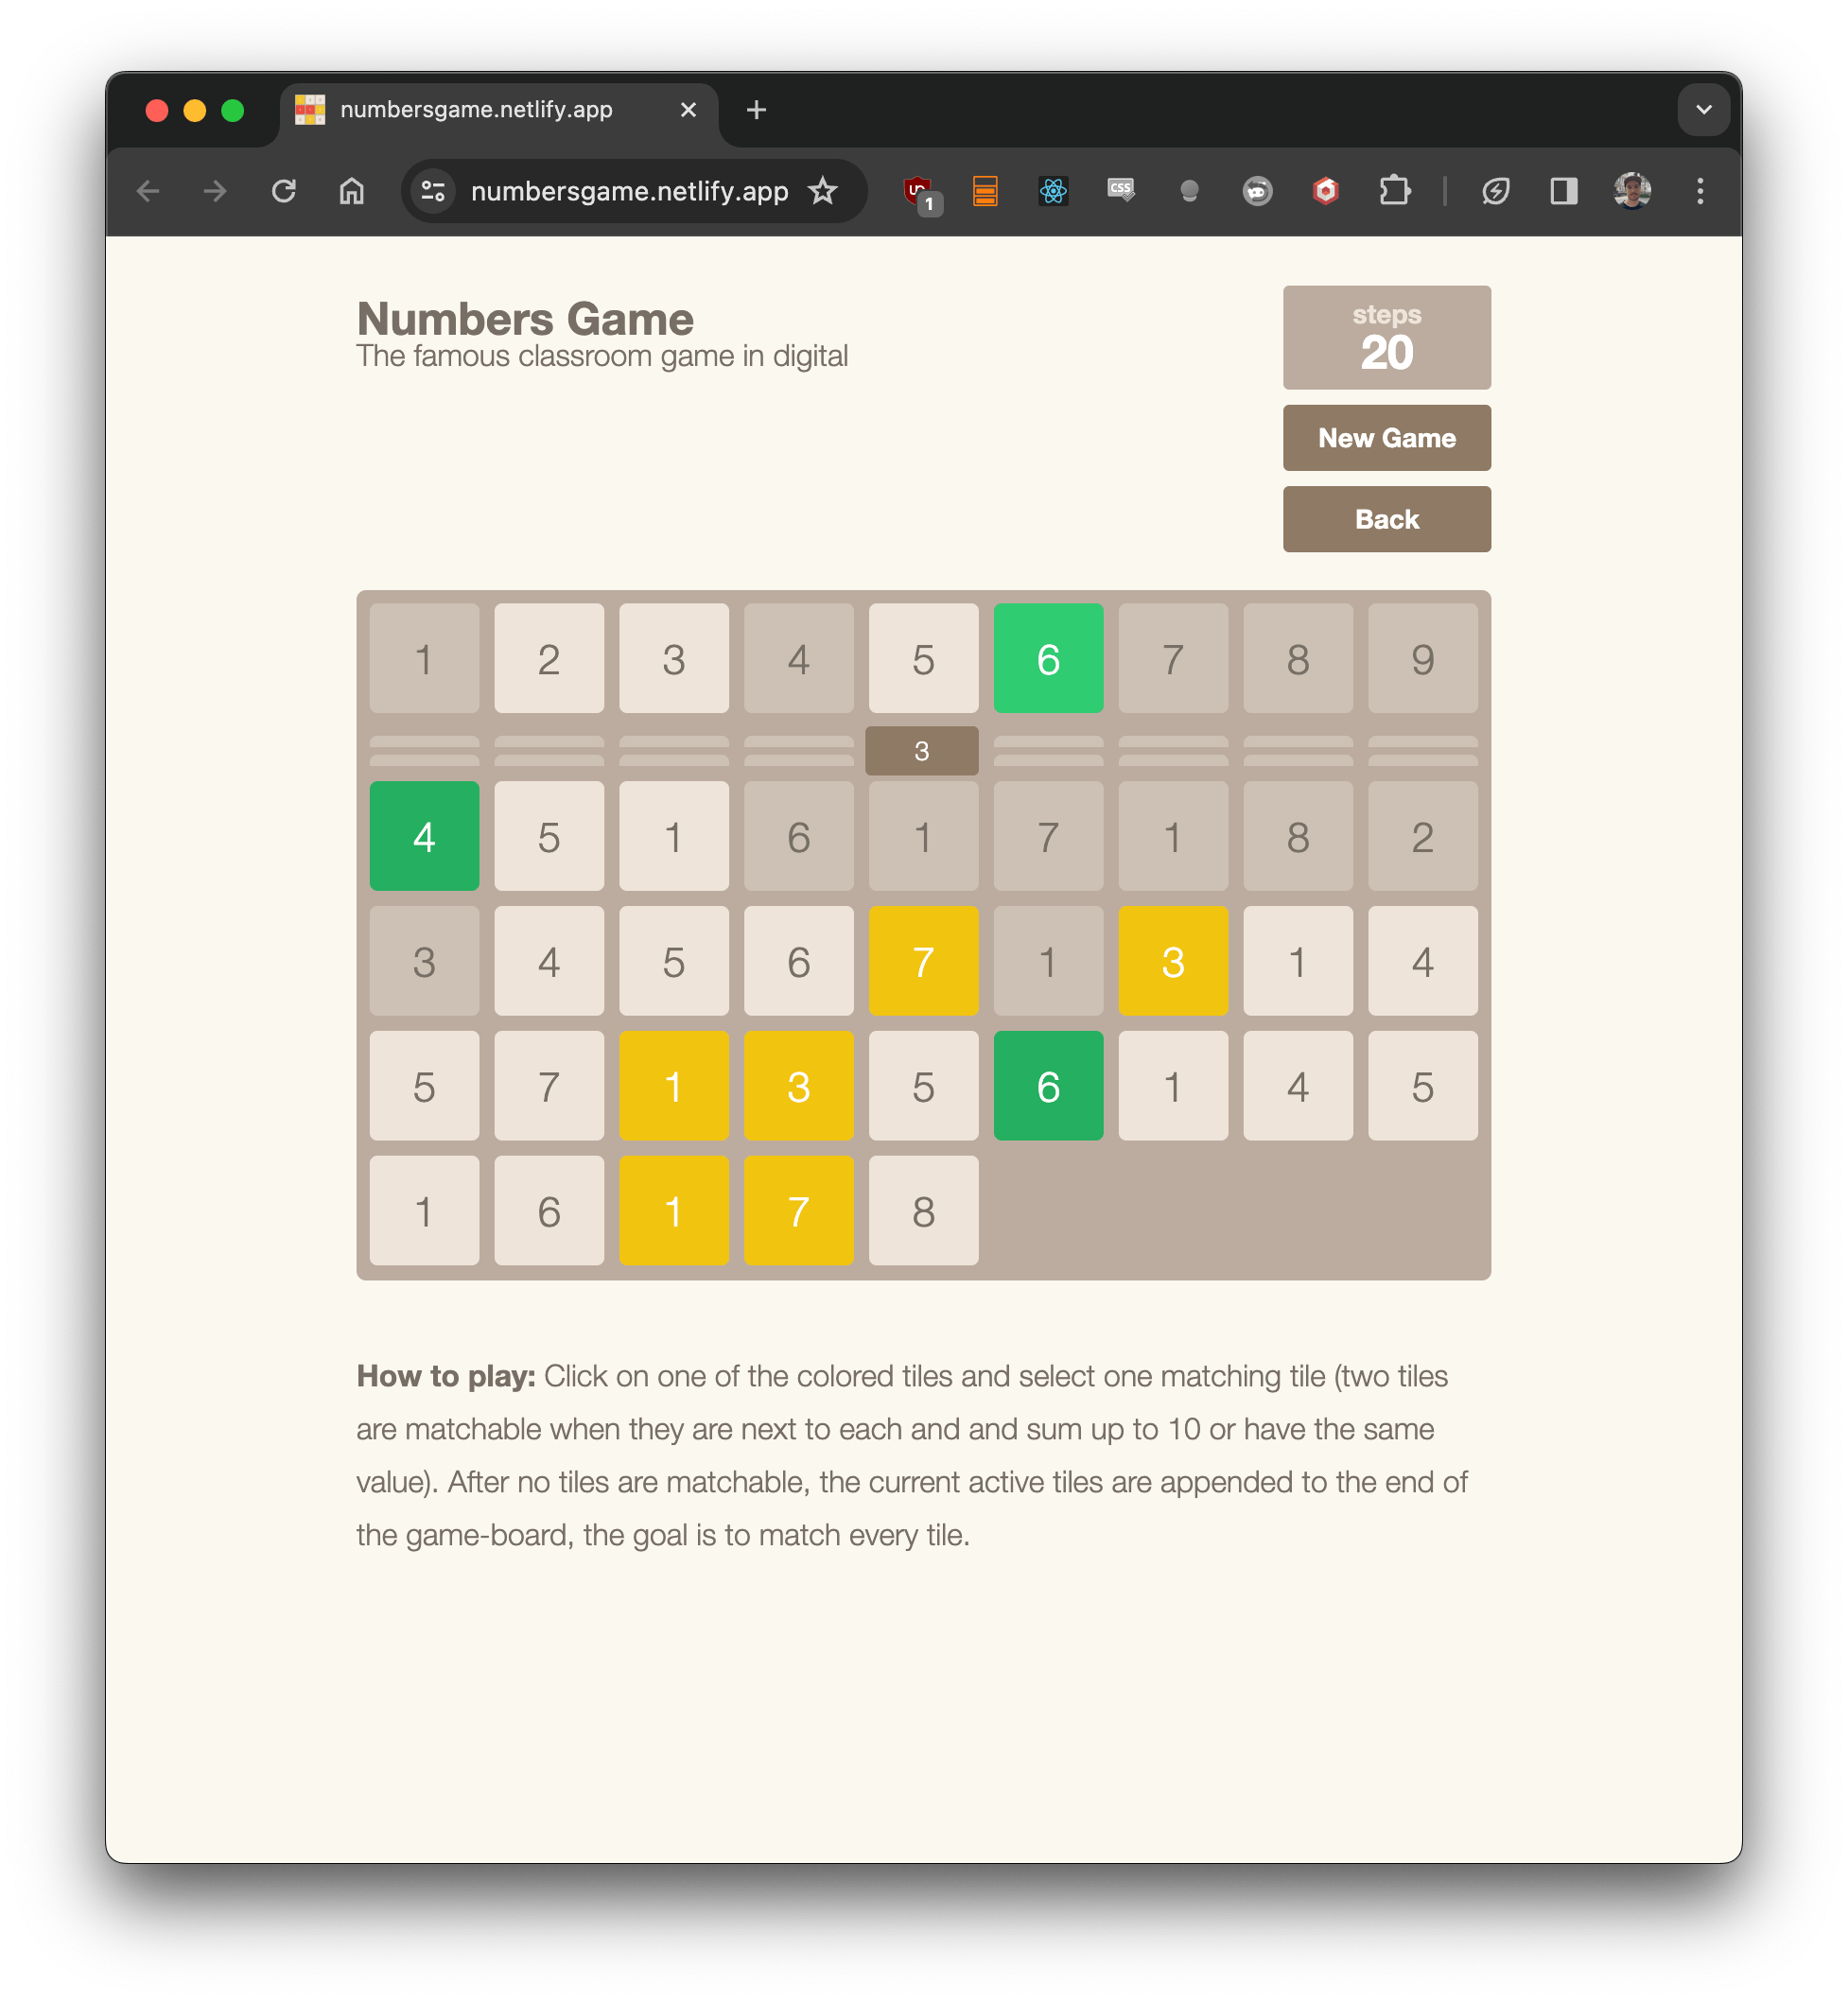 numbersgame.netlify.app
numbersgame.netlify.app
1
Numbers Game
The famous classroom game in digital
steps
20
New Game
Back
1 2 3 4 5 6 7 8 9
3
4 5 1 6 1 7 1 8 2
3 4 5 6 7 1 3 1 4
5 7 1 3 5 6 1 4 5
1 6 1 7 8
How to play: Click on one of the colored tiles and select one matching tile (two tiles
are matchable when they are next to each and and sum up to 10 or have the same
value). After no tiles are matchable, the current active tiles are appended to the end of
the game-board, the goal is to match every tile.